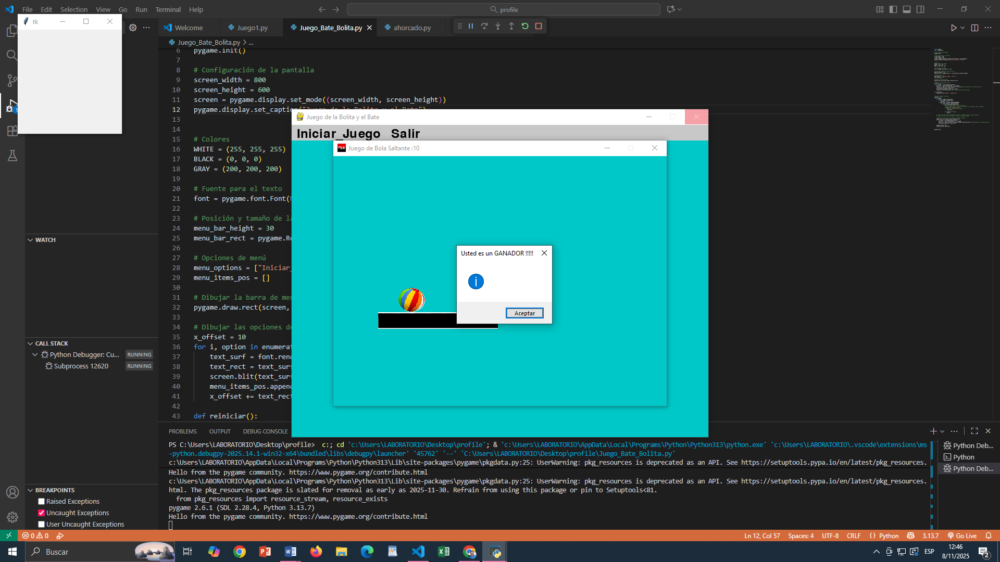 File Edit Selection View Go Run Terminal Help
profile
tk
Welcome
Juego1.py
Juego_Bate_Bolita.py
ahorcado.py
Juego_Bate_Bolita.py > ...
6 pygame.init()
7
8 # Configuración de la pantalla
9 screen_width = 800
10 screen_height = 600
11 screen = pygame.display.set_mode((screen_width, screen_height))
12 pygame.display.set_caption("Juego de la Bolita y el Bate")
13
14
15 # Colores
16 WHITE = (255, 255, 255)
17 BLACK = (0, 0, 0)
18 GRAY = (200, 200, 200)
19
20 # Fuente para el texto
21 font = pygame.font.Font(
22
23 # Posición y tamaño de la
24 menu_bar_height = 30
25 menu_bar_rect = pygame.Re
26
27 # Opciones de menú
28 menu_options = ["Iniciar_
29 menu_items_pos = []
30
31 # Dibujar la barra de me
32 pygame.draw.rect(screen,
33
34 # Dibujar las opciones de
35 x_offset = 10
36 for i, option in enumerat
37 text_surf = font.rend
38 text_rect = text_sur
39 screen.blit(text_sur
40 menu_items_pos.append
41 x_offset += text_rect
42
43 def reiniciar():
Juego de la Bolita y el Bate
Iniciar_Juego Salir
Juego de Bola Saltante :10
Usted es un GANADOR !!!!!
Aceptar
WATCH
CALL STACK
Python Debugger: Cu... RUNNING
Subprocess 12620 RUNNING
BREAKPOINTS
Raised Exceptions
Uncaught Exceptions
User Uncaught Exceptions
PROBLEMS OUTPUT DEBUG CONSOLE
PS C:\Users\LABORATORIO\Desktop\profile> c:; cd 'c:\Users\LABORATORIO\Desktop\profile'; & 'c:\Users\LABORATORIO\AppData\Local\Programs\Python\Python313\python.exe' 'c:\Users\LABORATORIO\.vscode\extensions\ms
-python.debugpy-2025.14.1-win32-x64\bundled\libs\debugpy\launcher' '45762' '--' 'C:\Users\LABORATORIO\Desktop\profile\Juego_Bate_Bolita.py'
c:\Users\LABORATORIO\AppData\Local\Programs\Python\Python313\Lib\site-packages\pygame\pkgdata.py:25: UserWarning: pkg_resources is deprecated as an API. See https://setuptools.pypa.io/en/latest/pkg_resources.
Hello from the pygame community. https://www.pygame.org/contribute.html
c:\Users\LABORATORIO\AppData\Local\Programs\Python\Python313\Lib\site-packages\pygame\pkgdata.py:25: UserWarning: pkg_resources is deprecated as an API. See https://setuptools.pypa.io/en/latest/pkg_resources.
html. The pkg_resources package is slated for removal as early as 2025-11-30. Refrain from using this package or pin to Setuptools<81.
from pkg_resources import resource_stream, resource_exists
pygame 2.6.1 (SDL 2.28.4, Python 3.13.7)
Hello from the pygame community. https://www.pygame.org/contribute.html
Python Deb...
Python
Python Deb...
0 0
Ln 12, Col 57 Spaces: 4 UTF-8 CRLF {} Python 3.13.7 Go Live
Buscar
ESP
12:46
8/11/2025
2